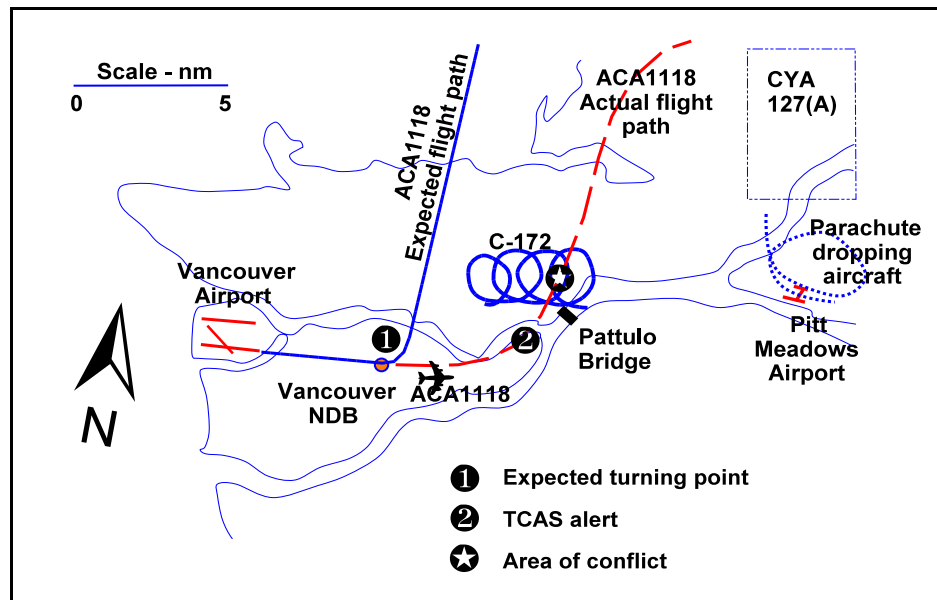 Scale - nm
0 5
ACA1118
Expected flight path
ACA1118
Actual flight
path
CYA
127(A)
C-172
Parachute
dropping
aircraft
Vancouver
Airport
1
2
Pattulo
Bridge
Pitt
Meadows
Airport
Vancouver
NDB
ACA1118
N
1 Expected turning point
2 TCAS alert
Area of conflict